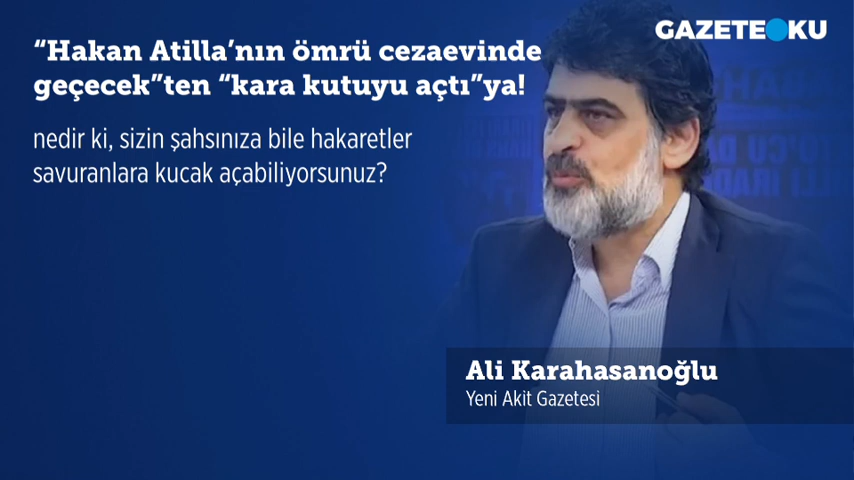 GAZETE OKU
“Hakan Atilla’nın ömrü cezaevinde
geçecek”ten “kara kutuyu açtı”ya!
nedir ki, sizin şahsınıza bile hakaretler
savuranlara kucak açabiliyorsunuz?
Ali Karahasanoğlu
Yeni Akit Gazetesi